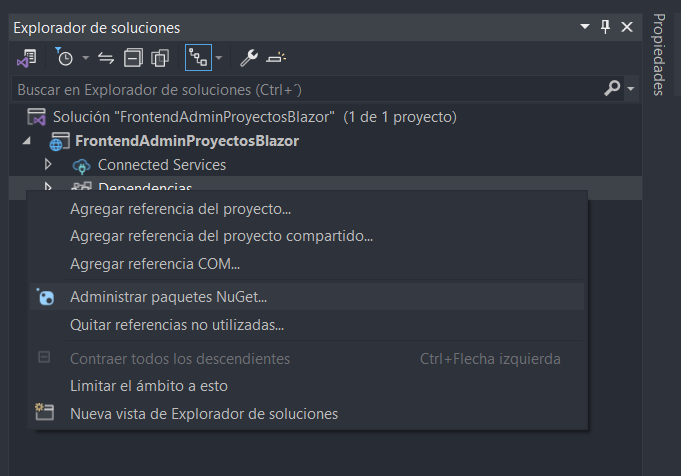 Explorador de soluciones
Buscar en Explorador de soluciones (Ctrl+´)
Solución "FrontendAdminProyectosBlazor" (1 de 1 proyecto)
FrontendAdminProyectosBlazor
Connected Services
Dependencias
Agregar referencia del proyecto...
Agregar referencia del proyecto compartido...
Agregar referencia COM...
Administrar paquetes NuGet...
Quitar referencias no utilizadas...
Contraer todos los descendientes Ctrl+Flecha izquierda
Limitar el ámbito a esto
Nueva vista de Explorador de soluciones
Propiedades